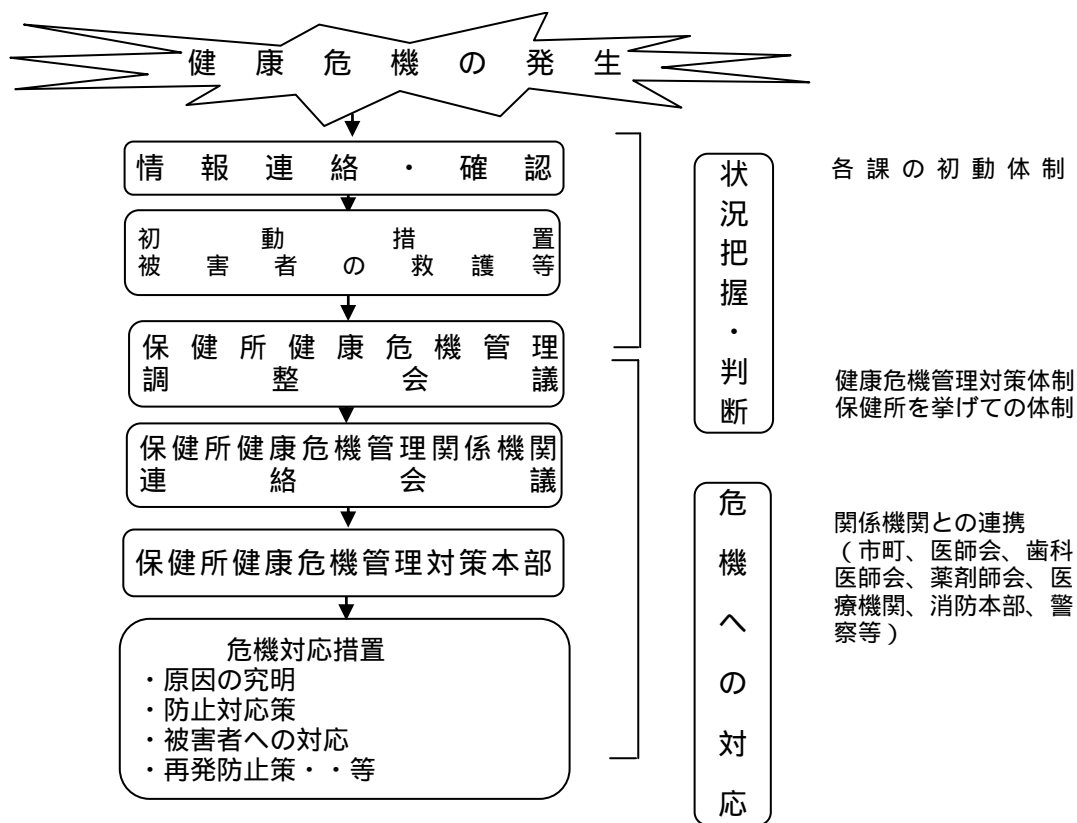 健康危機の発生
情報連絡・確認
初動措置
被害者の救護等
保健所健康危機管理
調整会議
保健所健康危機管理関係機関
連絡会議
保健所健康危機管理対策本部
危機対応措置
・原因の究明
・防止対応策
・被害者への対応
・再発防止策・・等
状況把握・判断
危機への対応
各課の初動体制
健康危機管理対策体制
保健所を挙げての体制
関係機関との連携
（市町、医師会、歯科
医師会、薬剤師会、医
療機関、消防本部、警
察等）